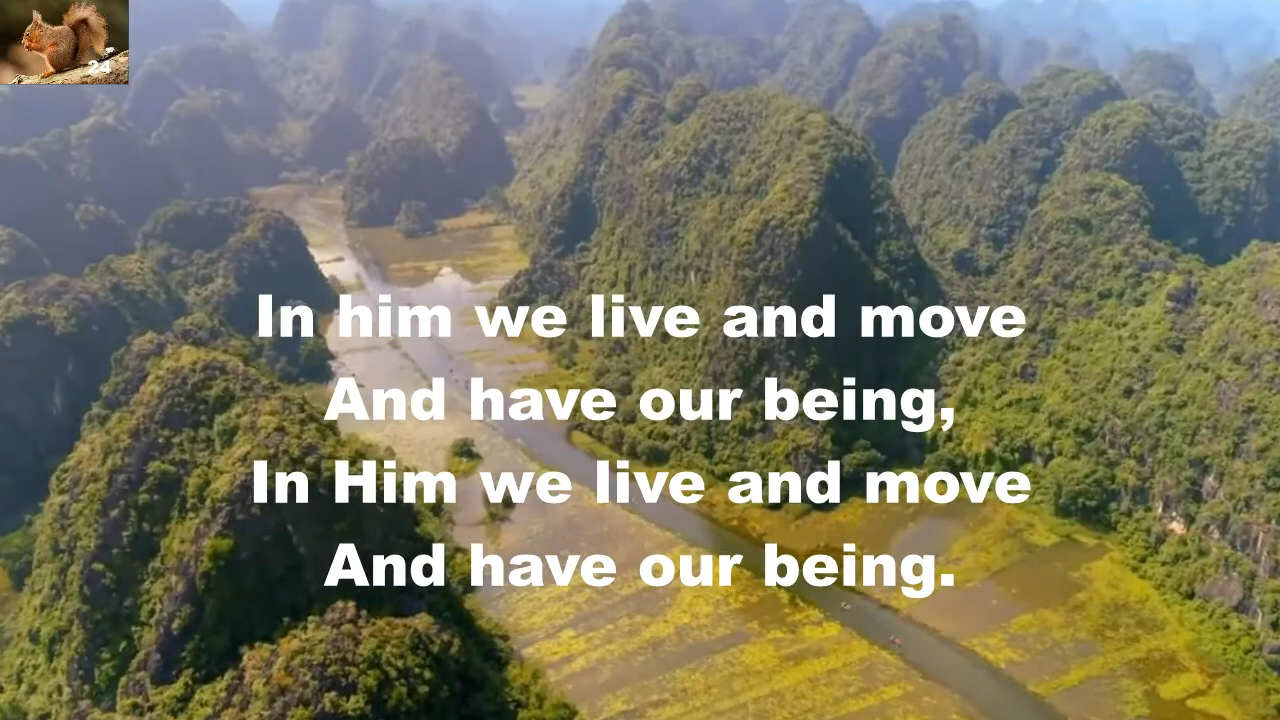 24
In him we live and move
And have our being,
In Him we live and move
And have our being.